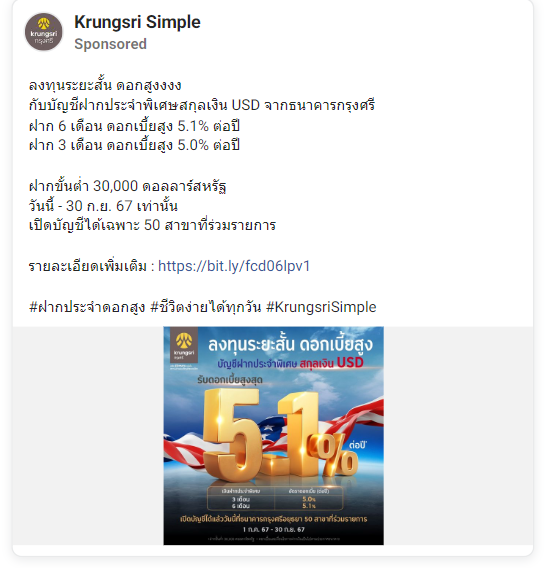 Krungsri Simple
Sponsored
ลงทุนระยะสั้น ดอกสูงงงง
กับบัญชีฝากประจำพิเศษสกุลเงิน USD จากธนาคารกรุงศรี
ฝาก 6 เดือน ดอกเบี้ยสูง 5.1% ต่อปี
ฝาก 3 เดือน ดอกเบี้ยสูง 5.0% ต่อปี
ฝากขั้นต่ำ 30,000 ดอลลาร์สหรัฐ
วันนี้ - 30 ก.ย. 67 เท่านั้น
เปิดบัญชีได้เฉพาะ 50 สาขาที่ร่วมรายการ
รายละเอียดเพิ่มเติม : https://bit.ly/fcd06lpv1
#ฝากประจำดอกสูง #ชีวิตง่ายได้ทุกวัน #KrungsriSimple
krungsri
กรุงศรี
ลงทุนระยะสั้น ดอกเบี้ยสูง
บัญชีฝากประจำพิเศษ สกุลเงิน USD
รับดอกเบี้ยสูงสุด
5.1%
ต่อปี
เงินฝากประจำพิเศษ อัตราดอกเบี้ย (ต่อปี)
3 เดือน 5.0%
6 เดือน 5.1%
เปิดบัญชีได้แล้ววันนี้ที่ธนาคารกรุงศรีอยุธยา 50 สาขาที่ร่วมรายการ
1 ก.ค. 67 - 30 ก.ย. 67